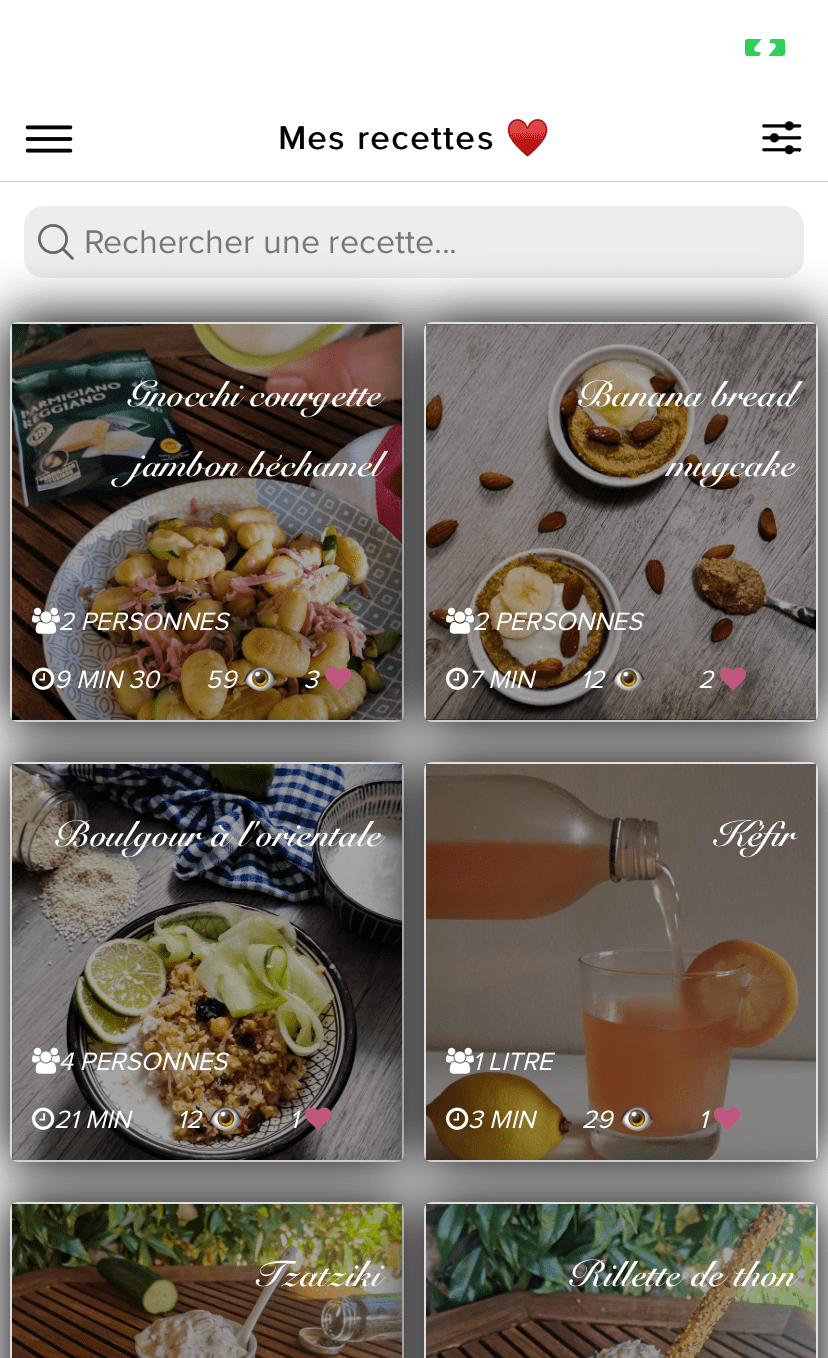 Mes recettes
Rechercher une recette...
PARMIGIANO
REGGIANO
Gnocchi courgette
jambon béchamel
2 PERSONNES
9 MIN 30 59 3
Banana bread
mugcake
2 PERSONNES
7 MIN 12 2
Boulgour à l'orientale
4 PERSONNES
21 MIN 12 1
Kéfir
1 LITRE
3 MIN 29 1
Tzatziki
Rillette de thon